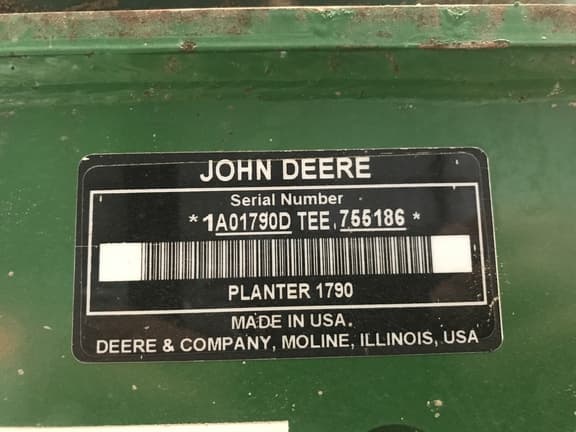 JOHN DEERE
Serial Number
*1A01790D TEE 755186*
PLANTER 1790
MADE IN USA.
DEERE & COMPANY, MOLINE, ILLINOIS, USA